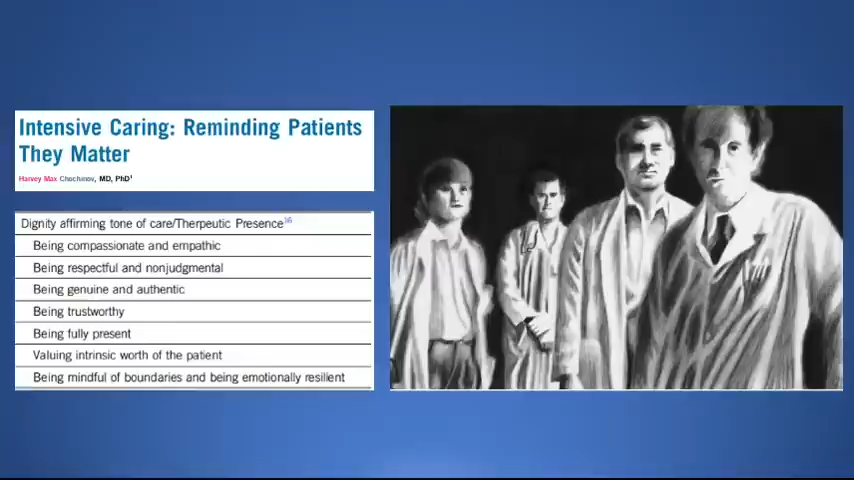 Intensive Caring: Reminding Patients
They Matter
Harvey Max Chochinov, MD, PhD1
Dignity affirming tone of care/Therpeutic Presence16
Being compassionate and empathic
Being respectful and nonjudgmental
Being genuine and authentic
Being trustworthy
Being fully present
Valuing intrinsic worth of the patient
Being mindful of boundaries and being emotionally resilient